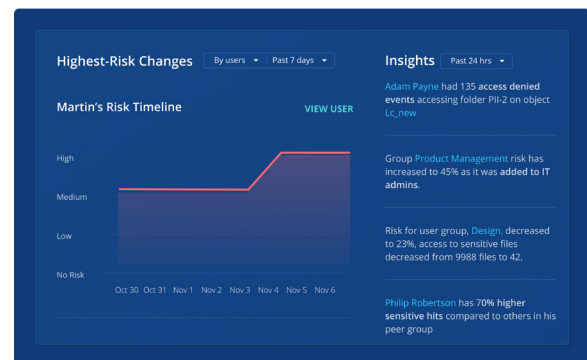 Highest-Risk Changes
By users
Past 7 days
Martin's Risk Timeline
VIEW USER
High
Medium
Low
No Risk
Oct 30 Oct 31 Nov 1 Nov 2 Nov 3 Nov 4 Nov 5 Nov 6
Insights
Past 24 hrs
Adam Payne had 135 access denied
events accessing folder PII-2 on object
Lc_new
Group Product Management risk has
increased to 45% as it was added to IT
admins.
Risk for user group, Design, decreased
to 23%, access to sensitive files
decreased from 9988 files to 42.
Philip Robertson has 70% higher
sensitive hits compared to others in his
peer group